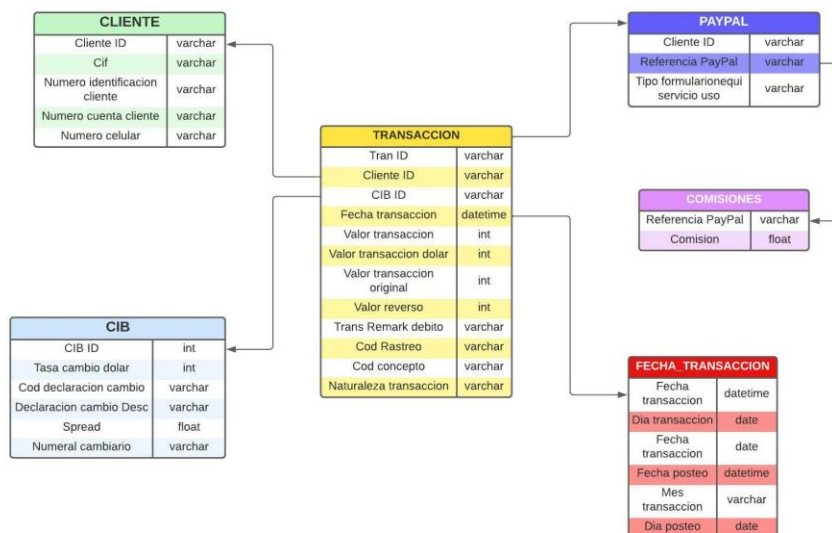 CLIENTE
Cliente ID varchar
Cif varchar
Numero identificacion
cliente varchar
Numero cuenta cliente varchar
Numero celular varchar
PAYPAL
Cliente ID varchar
Referencia PayPal varchar
Tipo formularionequi
servicio uso varchar
TRANSACCION
Tran ID varchar
Cliente ID varchar
CIB ID varchar
Fecha transaccion datetime
Valor transaccion int
Valor transaccion dolar int
Valor transaccion
original int
Valor reverso int
Trans Remark debito varchar
Cod Rastreo varchar
Cod concepto varchar
Naturaleza transaccion varchar
COMISIONES
Referencia PayPal varchar
Comision float
CIB
CIB ID int
Tasa cambio dolar int
Cod declaracion cambio varchar
Declaracion cambio Desc varchar
Spread float
Numeral cambiario varchar
FECHA_TRANSACCION
Fecha
transaccion datetime
Dia transaccion date
Fecha
transaccion date
Fecha posteo datetime
Mes
transaccion varchar
Dia posteo date